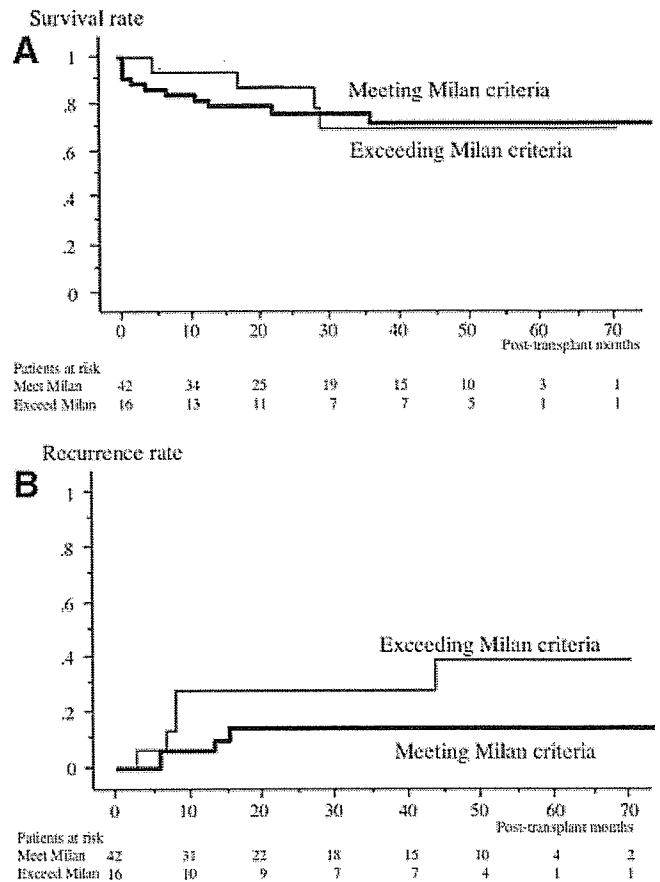 Survival rate
A
1
.8
.6
.4
.2
0
Meeting Milan criteria
Exceeding Milan criteria
0 10 20 30 40 50 60 70
Post-transplant months
Patients at risk
Meet Milan 42 34 25 19 15 10 3 1
Exceed Milan 16 13 11 7 7 5 1 1
Recurrence rate
B
1
.8
.6
.4
.2
0
Exceeding Milan criteria
Meeting Milan criteria
0 10 20 30 40 50 60 70
Post-transplant months
Patients at risk
Meet Milan 42 31 22 18 15 10 4 2
Exceed Milan 16 10 9 7 7 4 1 1